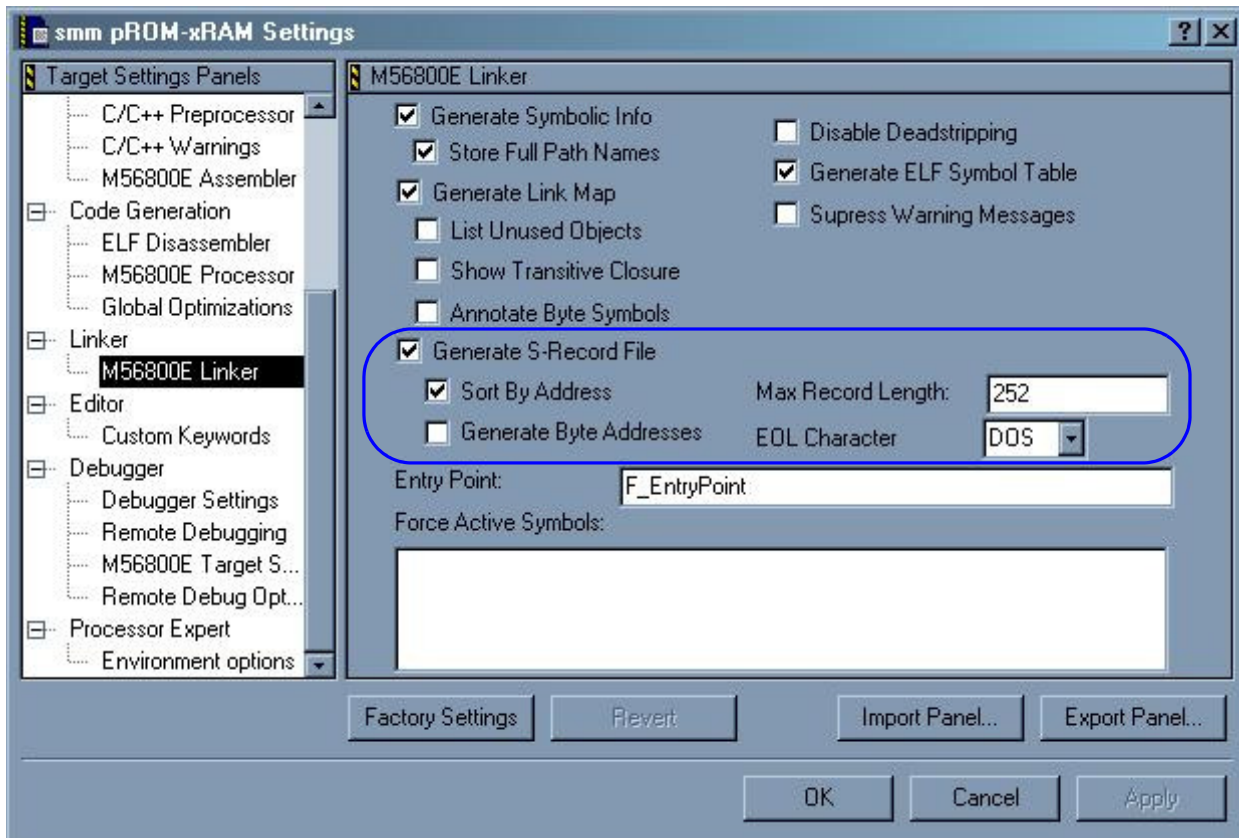 smm pROM-xRAM Settings
Target Settings Panels
C/C++ Preprocessor
C/C++ Warnings
M56800E Assembler
Code Generation
ELF Disassembler
M56800E Processor
Global Optimizations
Linker
M56800E Linker
Editor
Custom Keywords
Debugger
Debugger Settings
Remote Debugging
M56800E Target S...
Remote Debug Opt...
Processor Expert
Environment options
M56800E Linker
Generate Symbolic Info
Store Full Path Names
Generate Link Map
List Unused Objects
Show Transitive Closure
Annotate Byte Symbols
Disable Deadstripping
Generate ELF Symbol Table
Supress Warning Messages
Generate S-Record File
Sort By Address
Max Record Length: 252
Generate Byte Addresses
EOL Character DOS
Entry Point: F_EntryPoint
Force Active Symbols:
Factory Settings
Revert
Import Panel...
Export Panel...
OK
Cancel
Apply